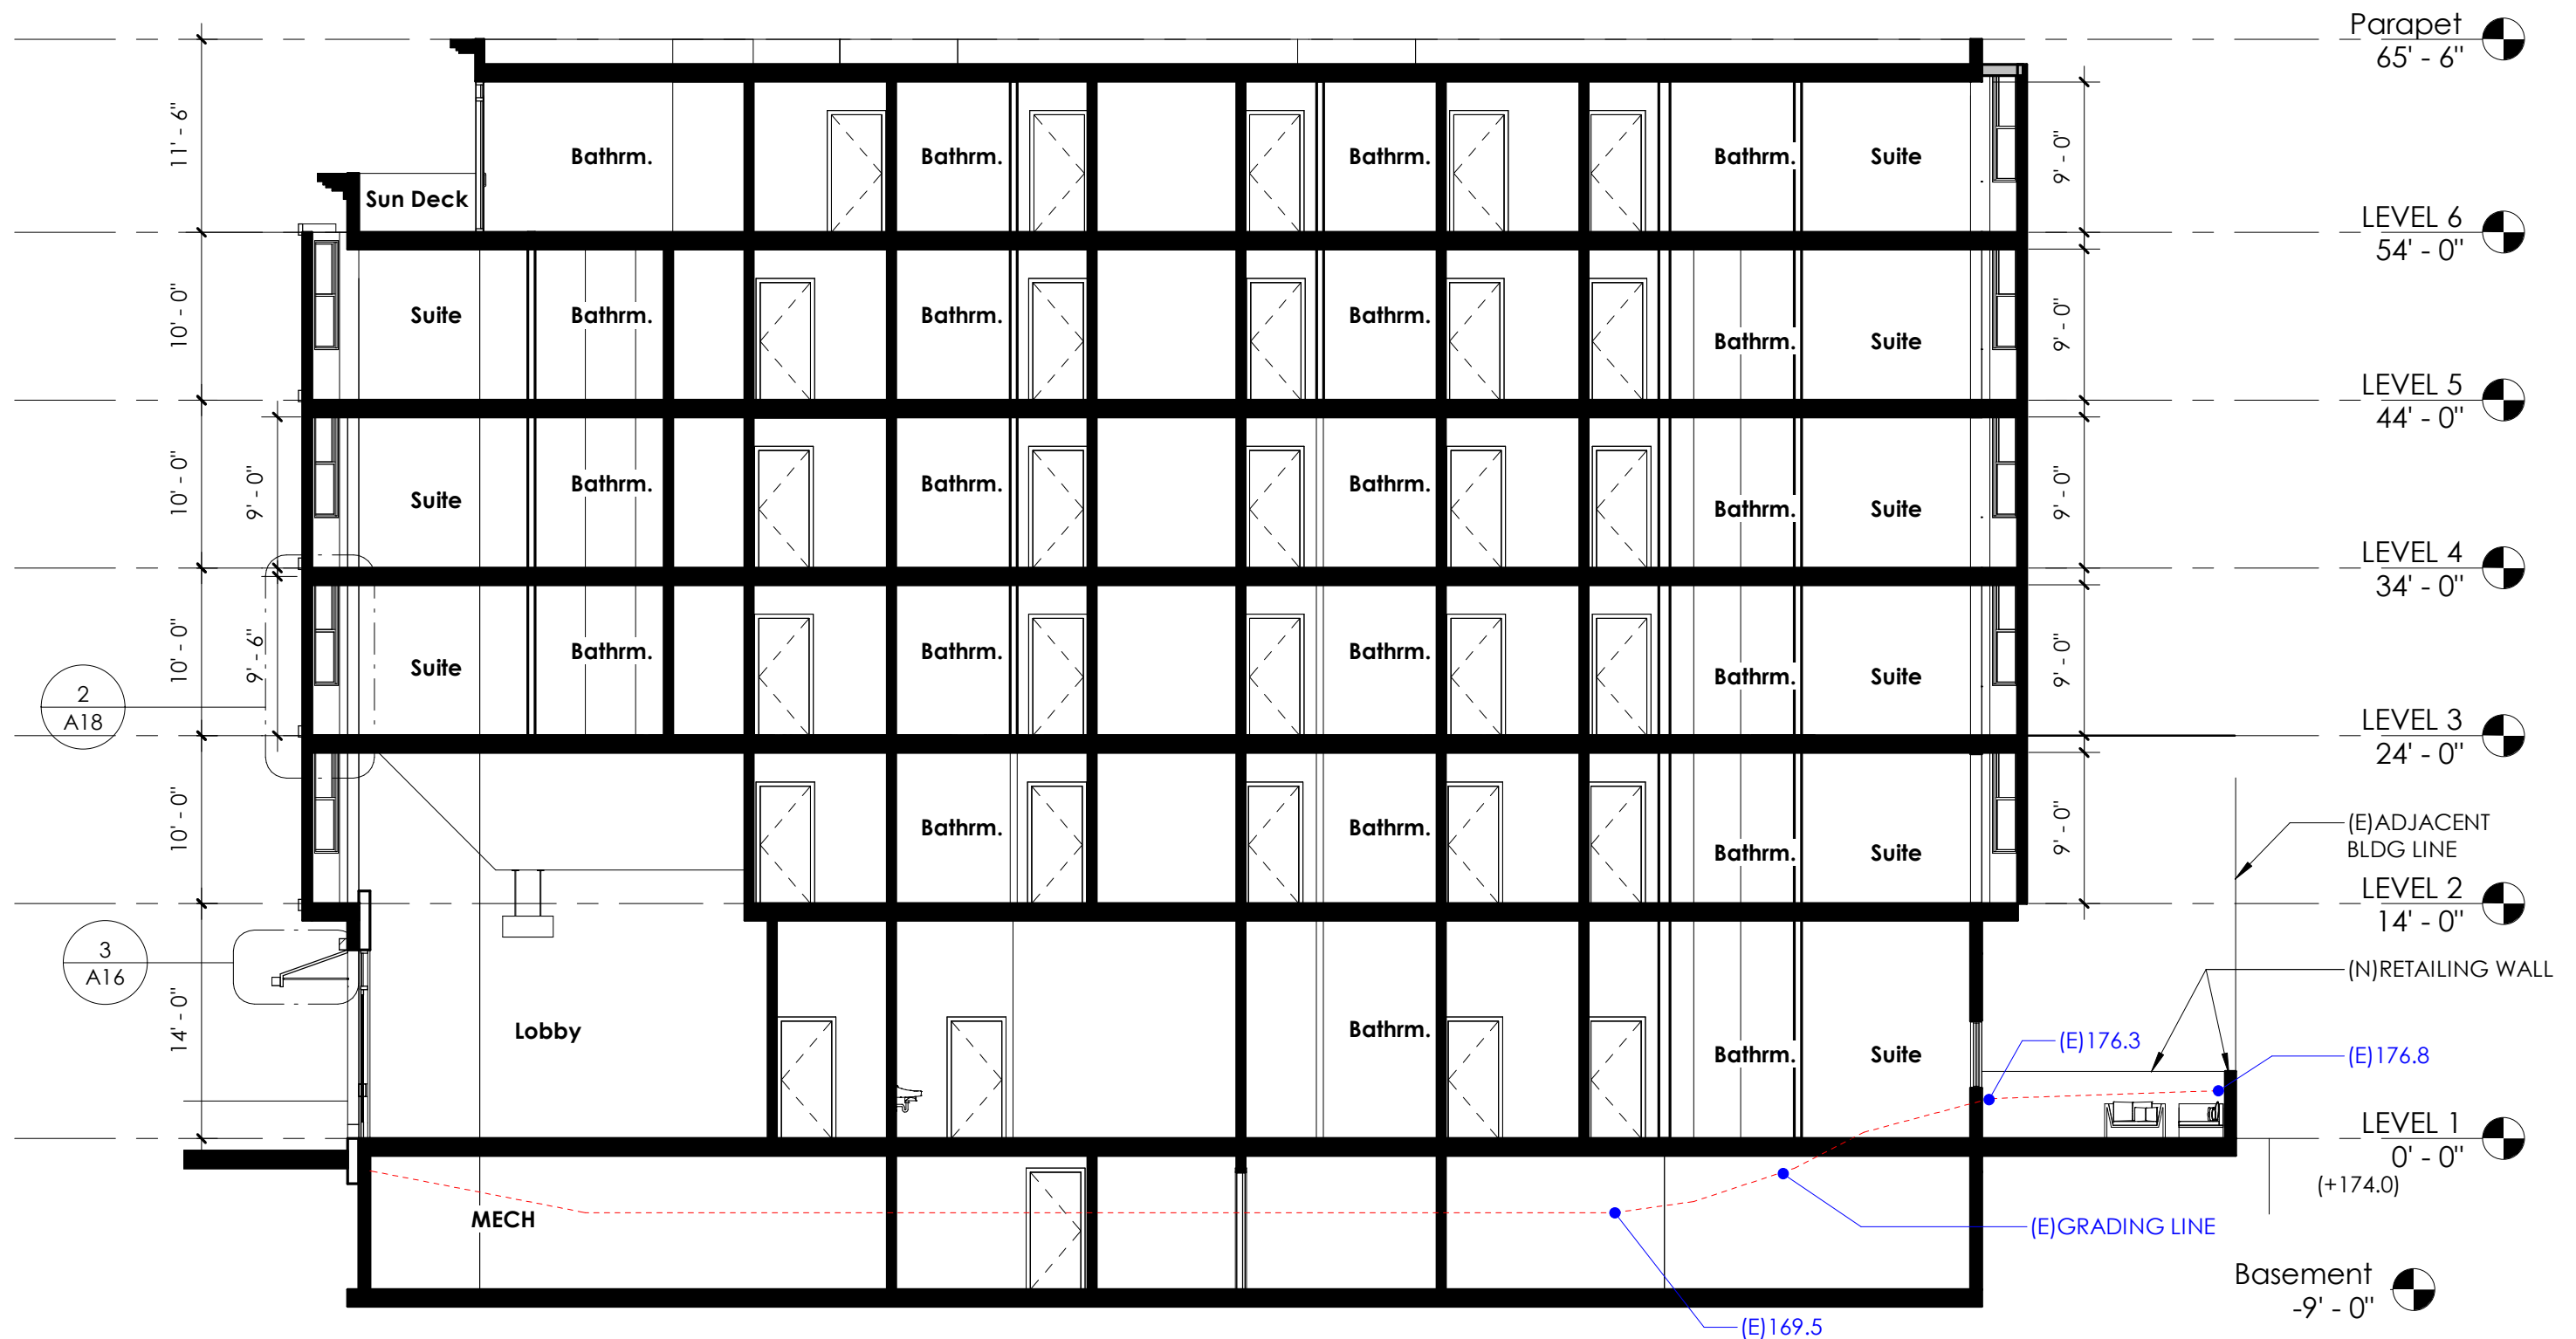 Parapet
65' - 6"
11' - 6"
Bathrm.
Bathrm.
Bathrm.
Bathrm.
Suite
9' - 0"
Sun Deck
LEVEL 6
54' - 0"
10' - 0"
Suite
Bathrm.
Bathrm.
Bathrm.
Bathrm.
Suite
9' - 0"
LEVEL 5
44' - 0"
10' - 0"
9' - 0"
Suite
Bathrm.
Bathrm.
Bathrm.
Bathrm.
Suite
9' - 0"
LEVEL 4
34' - 0"
10' - 0"
9' - 6"
Suite
Bathrm.
Bathrm.
Bathrm.
Bathrm.
Suite
9' - 0"
2
A18
LEVEL 3
24' - 0"
10' - 0"
Bathrm.
Bathrm.
Bathrm.
Suite
9' - 0"
(E)ADJACENT
BLDG LINE
LEVEL 2
14' - 0"
3
A16
(N)RETAILING WALL
14' - 0"
Lobby
Bathrm.
Bathrm.
Suite
(E)176.3
(E)176.8
LEVEL 1
0' - 0"
(+174.0)
MECH
(E)GRADING LINE
Basement
-9' - 0"
(E)169.5